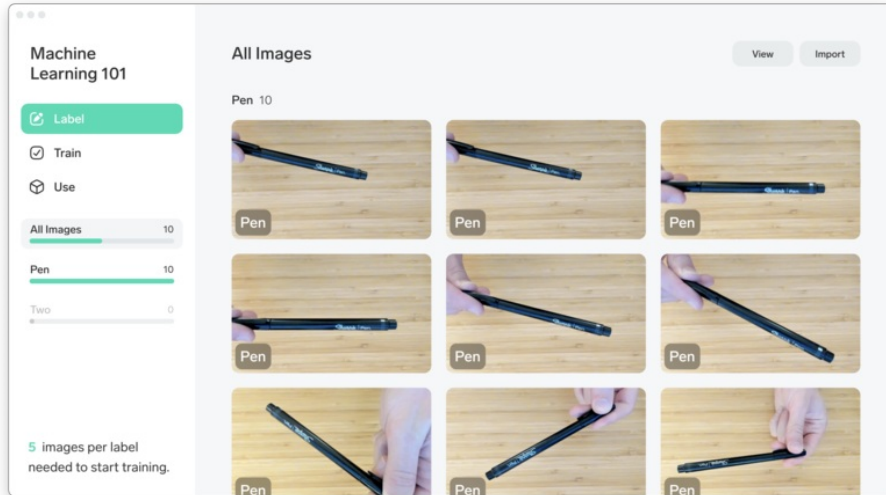 Machine
Learning 101
Label
Train
Use
All Images 10
Pen 10
Two 0
5 images per label
needed to start training.
All Images
View Import
Pen 10
Pen
Pen
Pen
Pen
Pen
Pen
Pen
Pen
Pen